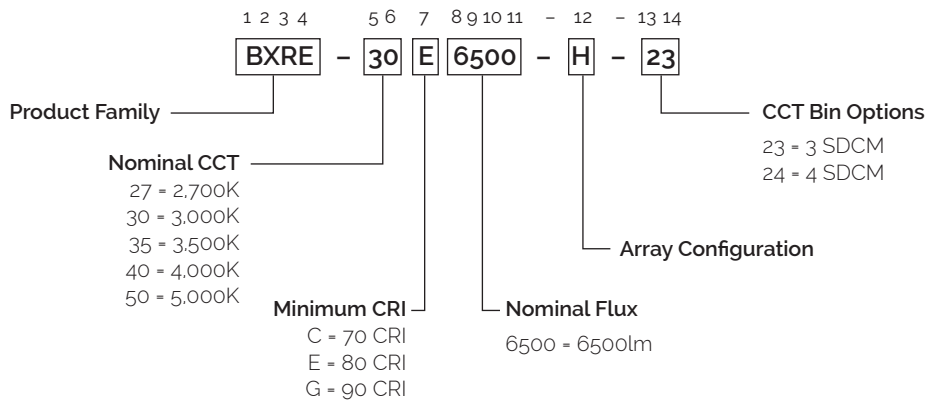 1 2 3 4 5 6 7 8 9 10 11 – 12 – 13 14
BXRE – 30 E 6500 – H – 23
Product Family
CCT Bin Options
23 = 3 SDCM
24 = 4 SDCM
Nominal CCT
27 = 2,700K
30 = 3,000K
35 = 3,500K
40 = 4,000K
50 = 5,000K
Array Configuration
Minimum CRI
C = 70 CRI
E = 80 CRI
G = 90 CRI
Nominal Flux
6500 = 6500lm